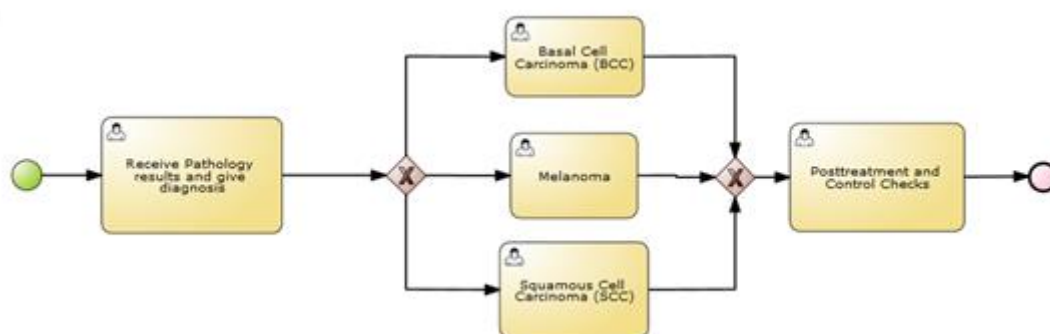 Receive Pathology
results and give
diagnosis
Basal Cell
Carcinoma (BCC)
Melanoma
Squamous Cell
Carcinoma (SCC)
Posttreatment and
Control Checks